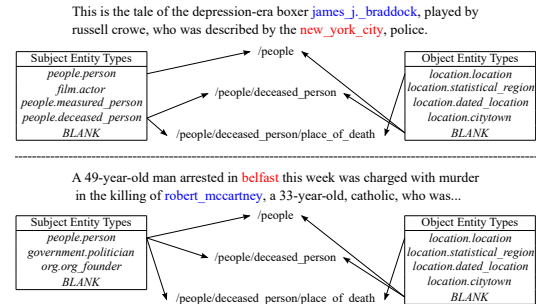 This is the tale of the depression-era boxer james_j._braddock, played by
russell crowe, who was described by the new_york_city, police.
/people
Subject Entity Types
people.person
film.actor
people.measured_person
people.deceased_person
BLANK
/people/deceased_person
/people/deceased_person/place_of_death
Object Entity Types
location.location
location.statistical_region
location.dated_location
location.citytown
BLANK
A 49-year-old man arrested in belfast this week was charged with murder
in the killing of robert_mccartney, a 33-year-old, catholic, who was...
/people
Subject Entity Types
people.person
government.politician
org.org_founder
BLANK
/people/deceased_person
/people/deceased_person/place_of_death
Object Entity Types
location.location
location.statistical_region
location.dated_location
location.citytown
BLANK